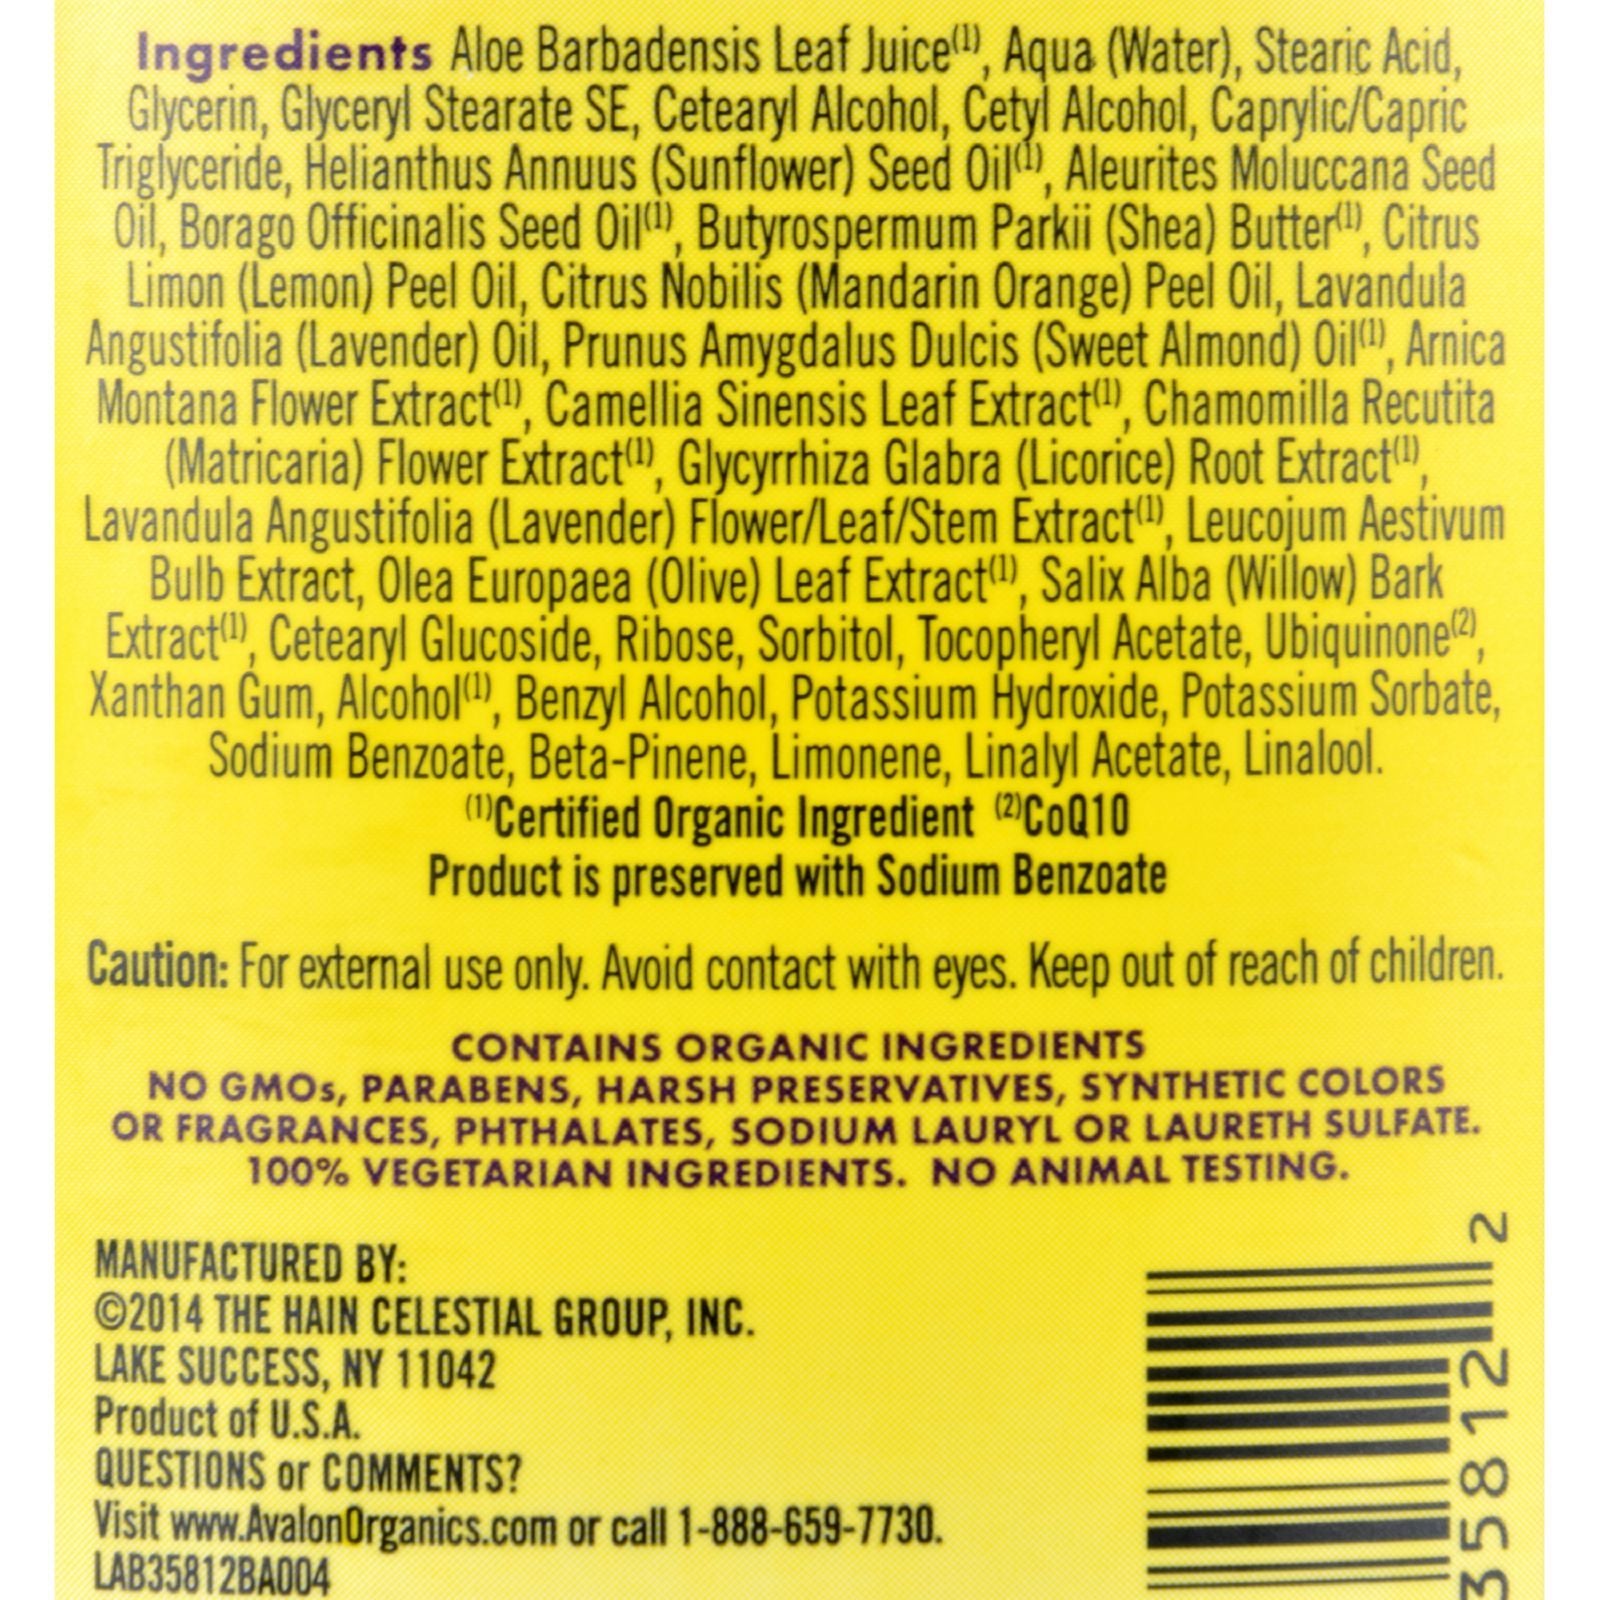 Ingredients Aloe Barbadensis Leaf Juice(1), Aqua (Water), Stearic Acid,
Glycerin, Glyceryl Stearate SE, Cetearyl Alcohol, Cetyl Alcohol, Caprylic/Capric
Triglyceride, Helianthus Annuus (Sunflower) Seed Oil(1), Aleurites Moluccana Seed
Oil, Borago Officinalis Seed Oil(1), Butyrospermum Parkii (Shea) Butter(1), Citrus
Limon (Lemon) Peel Oil, Citrus Nobilis (Mandarin Orange) Peel Oil, Lavandula
Angustifolia (Lavender) Oil, Prunus Amygdalus Dulcis (Sweet Almond) Oil(1), Arnica
Montana Flower Extract(1), Camellia Sinensis Leaf Extract(1), Chamomilla Recutita
(Matricaria) Flower Extract(1), Glycyrrhiza Glabra (Licorice) Root Extract(1),
Lavandula Angustifolia (Lavender) Flower/Leaf/Stem Extract(1), Leucojum Aestivum
Bulb Extract, Olea Europaea (Olive) Leaf Extract(1), Salix Alba (Willow) Bark
Extract(1), Cetearyl Glucoside, Ribose, Sorbitol, Tocopheryl Acetate, Ubiquinone(2),
Xanthan Gum, Alcohol(1), Benzyl Alcohol, Potassium Hydroxide, Potassium Sorbate,
Sodium Benzoate, Beta-Pinene, Limonene, Linalyl Acetate, Linalool.
(1)Certified Organic Ingredient (2)CoQ10
Product is preserved with Sodium Benzoate
Caution: For external use only. Avoid contact with eyes. Keep out of reach of children.
CONTAINS ORGANIC INGREDIENTS
NO GMOs, PARABENS, HARSH PRESERVATIVES, SYNTHETIC COLORS
OR FRAGRANCES, PHTHALATES, SODIUM LAURYL OR LAURETH SULFATE.
100% VEGETARIAN INGREDIENTS. NO ANIMAL TESTING.
MANUFACTURED BY:
©2014 THE HAIN CELESTIAL GROUP, INC.
LAKE SUCCESS, NY 11042
Product of U.S.A.
QUESTIONS or COMMENTS?
Visit www.AvalonOrganics.com or call 1-888-659-7730.
LAB35812BA004
35812 2